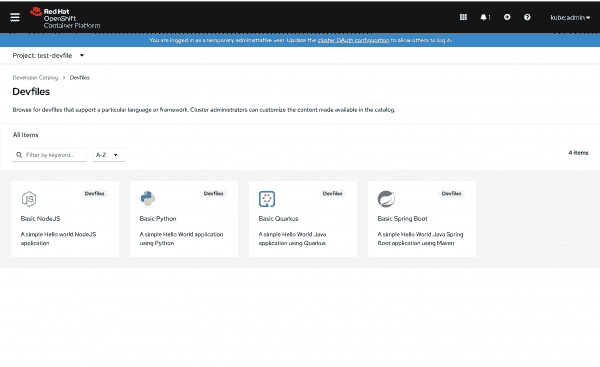 Red Hat
OpenShift
Container Platform
1
kube:admin
You are logged in as a temporary administrative user. Update the cluster OAuth configuration to allow others to log in.
Project: test-devfile
Developer Catalog > Devfiles
Devfiles
Browse for devfiles that support a particular language or framework. Cluster administrators can customize the content made available in the catalog.
All Items
Filter by keyword...
A-Z
4 items
Devfiles
Basic NodeJS
A simple Hello world NodeJS
application
Devfiles
Basic Python
A simple Hello World application
using Python
Devfiles
Basic Quarkus
A simple Hello World Java
application using Quarkus
Devfiles
Basic Spring Boot
A simple Hello World Java Spring
Boot application using Maven